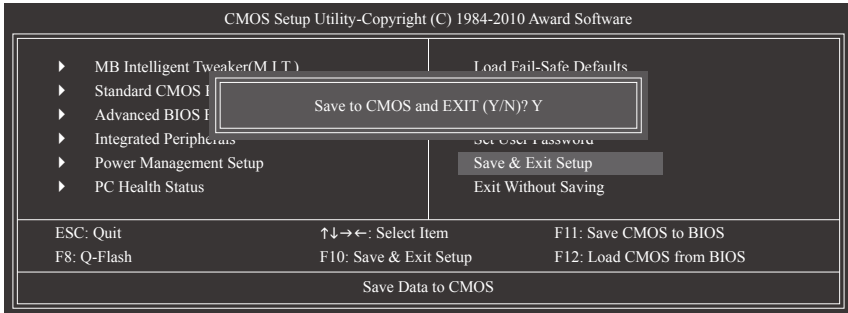 CMOS Setup Utility-Copyright (C) 1984-2010 Award Software
MB Intelligent Tweaker(M.I.T.)
Standard CMOS
Advanced BIOS
Integrated Peripherals
Power Management Setup
PC Health Status
Load Fail-Safe Defaults
Set User Password
Save & Exit Setup
Exit Without Saving
Save to CMOS and EXIT (Y/N)? Y
ESC: Quit ↑↓→←: Select Item F11: Save CMOS to BIOS
F8: Q-Flash F10: Save & Exit Setup F12: Load CMOS from BIOS
Save Data to CMOS